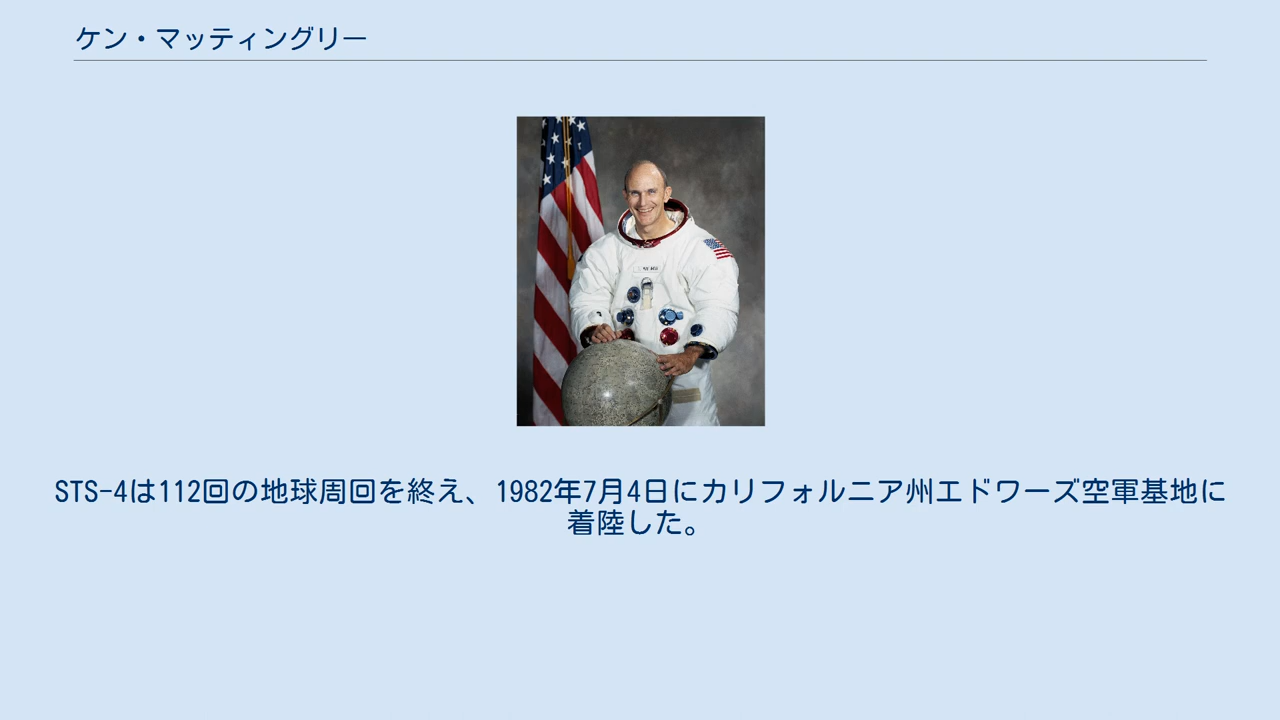 ケン・マッティングリー
STS-4は112回の地球周回を終え、1982年7月4日にカリフォルニア州エドワーズ空軍基地に
着陸した。